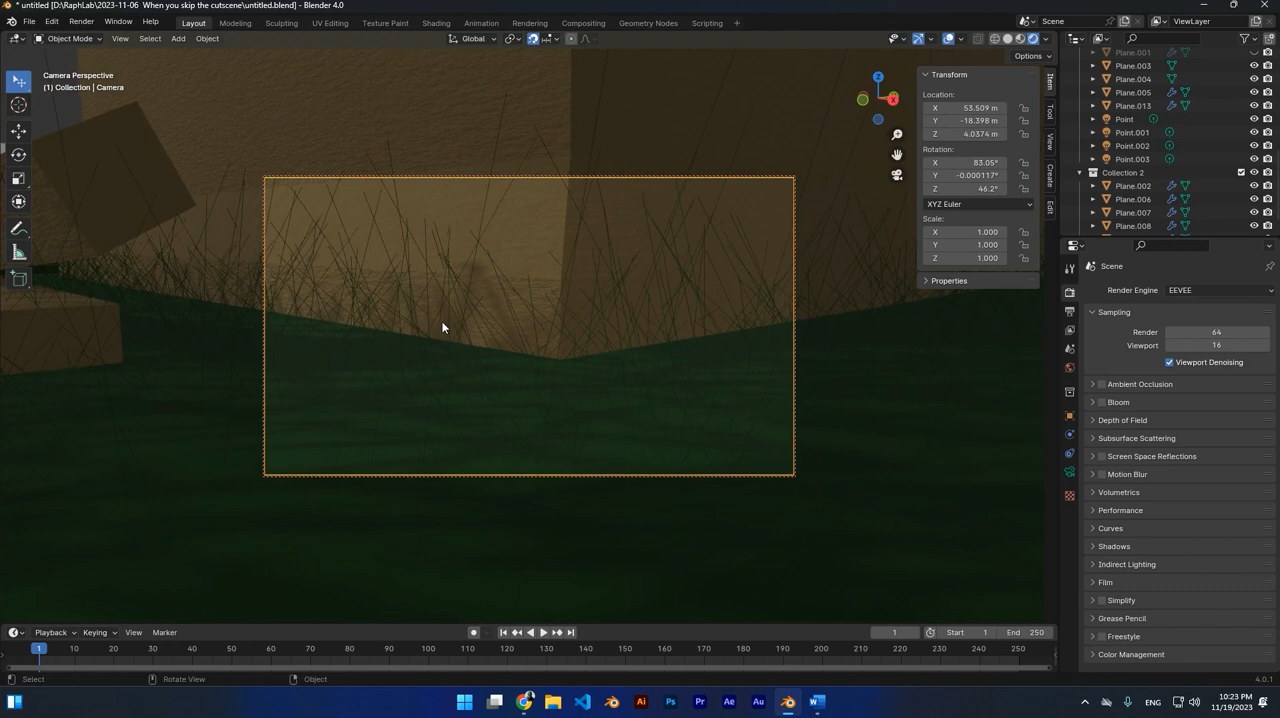 * untitled [D:\RaphLab\2023-11-06  When you skip the cutscene\untitled.blend] - Blender 4.0
File Edit Render Window Help Layout Modeling Sculpting UV Editing Texture Paint Shading Animation Rendering Compositing Geometry Nodes Scripting + Scene ViewLayer
Object Mode View Select Add Object Global
Options
Camera Perspective
(1) Collection | Camera
Z
X
Transform
Location:
X 53.509 m
Y -18.398 m
Z 4.0374 m
Rotation:
X 83.05°
Y -0.000117°
Z 46.2°
XYZ Euler
Scale:
X 1.000
Y 1.000
Z 1.000
Properties
Item
Tool
View
Create
Edit
Plane.001
Plane.003
Plane.004
Plane.005
Plane.013
Point
Point.001
Point.002
Point.003
Collection 2
Plane.002
Plane.006
Plane.007
Plane.008
Scene
Render Engine EEVEE
Sampling
Render 64
Viewport 16
Viewport Denoising
Ambient Occlusion
Bloom
Depth of Field
Subsurface Scattering
Screen Space Reflections
Motion Blur
Volumetrics
Performance
Curves
Shadows
Indirect Lighting
Film
Simplify
Grease Pencil
Freestyle
Color Management
Playback Keying View Marker 1 Start 1 End 250
1 10 20 30 40 50 60 70 80 90 100 110 120 130 140 150 160 170 180 190 200 210 220 230 240 250
Select Rotate View Object 4.0.1
Ai Ps Pr Ae Au W ENG 10:23 PM
11/19/2023